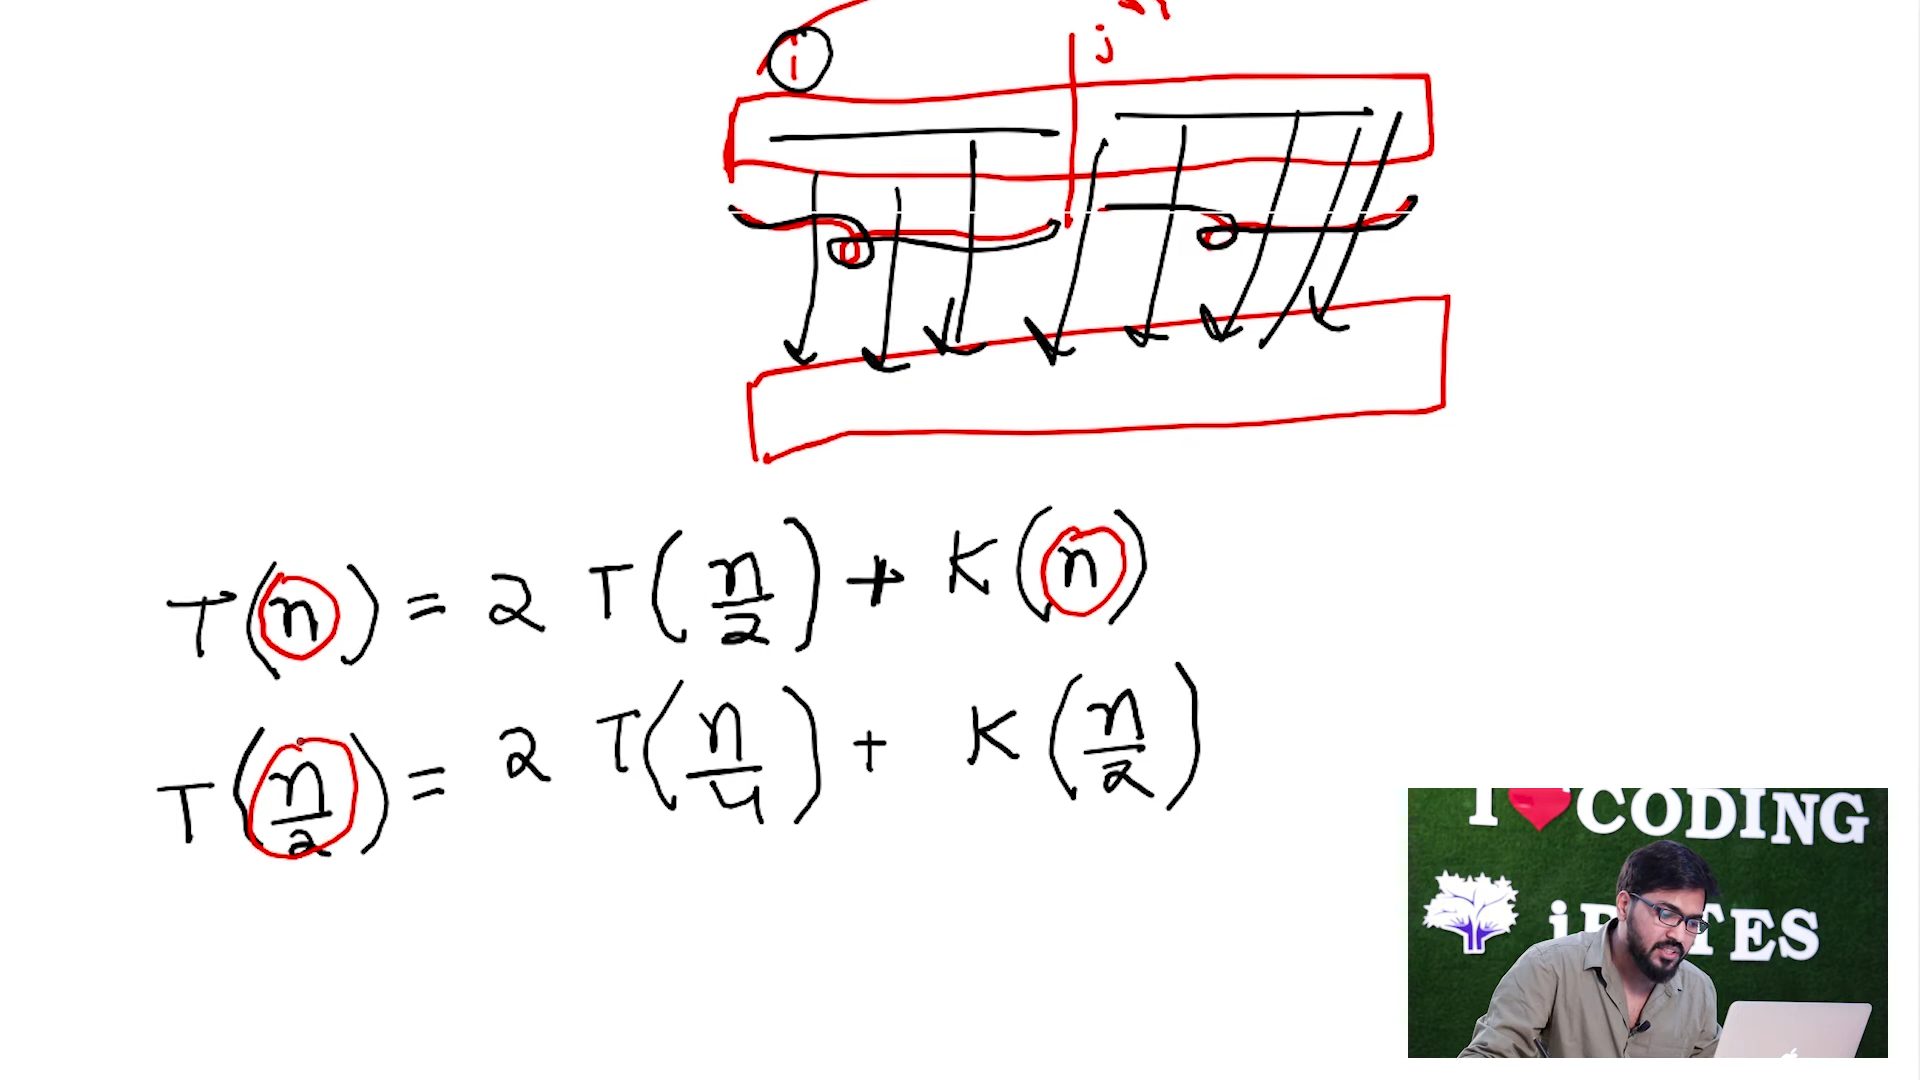 i
j
T(n) = 2 T(n/2) + K(n)
T(n/2) = 2 T(n/4) + K(n/2)
I ❤ CODING